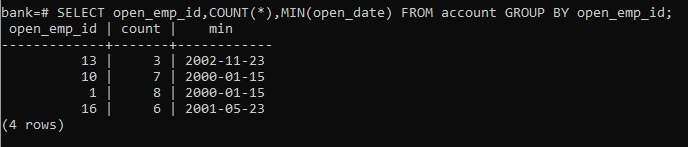 bank=# SELECT open_emp_id,COUNT(*),MIN(open_date) FROM account GROUP BY open_emp_id;
 open_emp_id | count |    min
-------------+-------+------------
          13 |     3 | 2002-11-23
          10 |     7 | 2000-01-15
           1 |     8 | 2000-01-15
          16 |     6 | 2001-05-23
(4 rows)